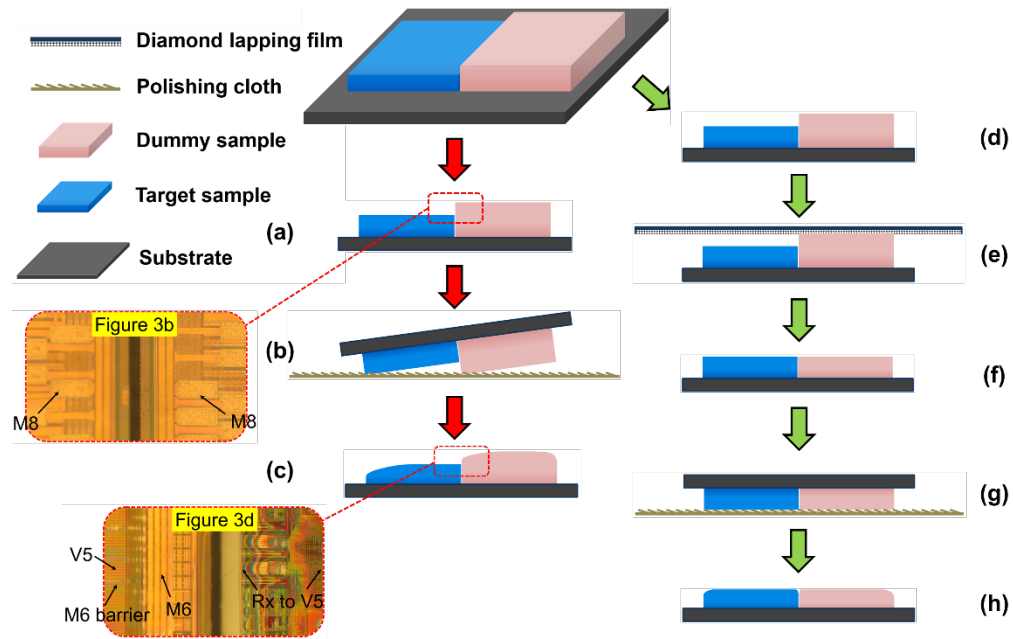 Diamond lapping film
Polishing cloth
Dummy sample
Target sample
Substrate
(a)
Figure 3b
M8
M8
(b)
(c)
Figure 3d
V5
M6 barrier
M6
Rx to V5
(d)
(e)
(f)
(g)
(h)